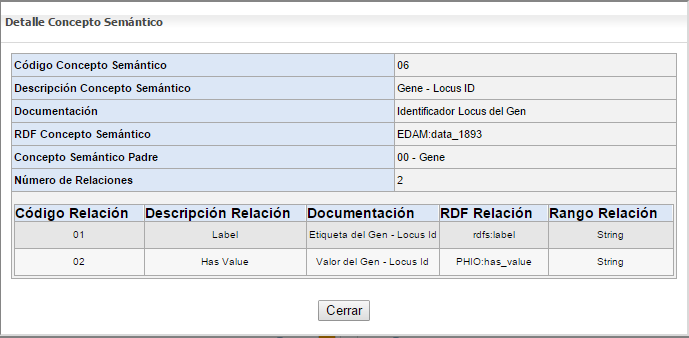 Detalle Concepto Semántico
Código Concepto Semántico 06
Descripción Concepto Semántico Gene - Locus ID
Documentación Identificador Locus del Gen
RDF Concepto Semántico EDAM:data_1893
Concepto Semántico Padre 00 - Gene
Número de Relaciones 2
Código Relación Descripción Relación Documentación RDF Relación Rango Relación
01 Label Etiqueta del Gen - Locus Id rdfs:label String
02 Has Value Valor del Gen - Locus Id PHIO:has_value String
Cerrar